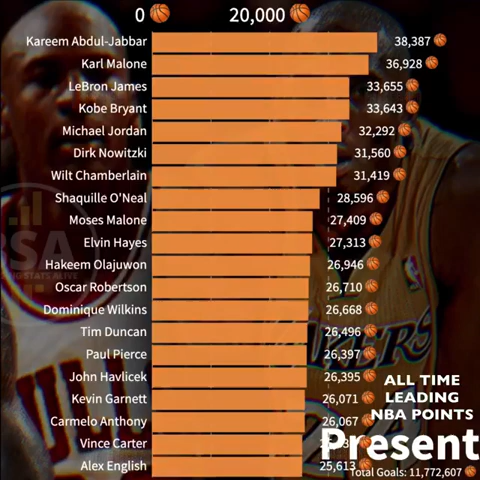 0 20,000
Kareem Abdul-Jabbar 38,387
Karl Malone 36,928
LeBron James 33,655
Kobe Bryant 33,643
Michael Jordan 32,292
Dirk Nowitzki 31,560
Wilt Chamberlain 31,419
Shaquille O'Neal 28,596
Moses Malone 27,409
Elvin Hayes 27,313
Hakeem Olajuwon 26,946
Oscar Robertson 26,710
Dominique Wilkins 26,668
Tim Duncan 26,496
Paul Pierce 26,397
John Havlicek 26,395
Kevin Garnett 26,071
Carmelo Anthony 26,067
Vince Carter
Alex English 25,613
ALL TIME
LEADING
NBA POINTS
Present
Total Goals: 11,772,607